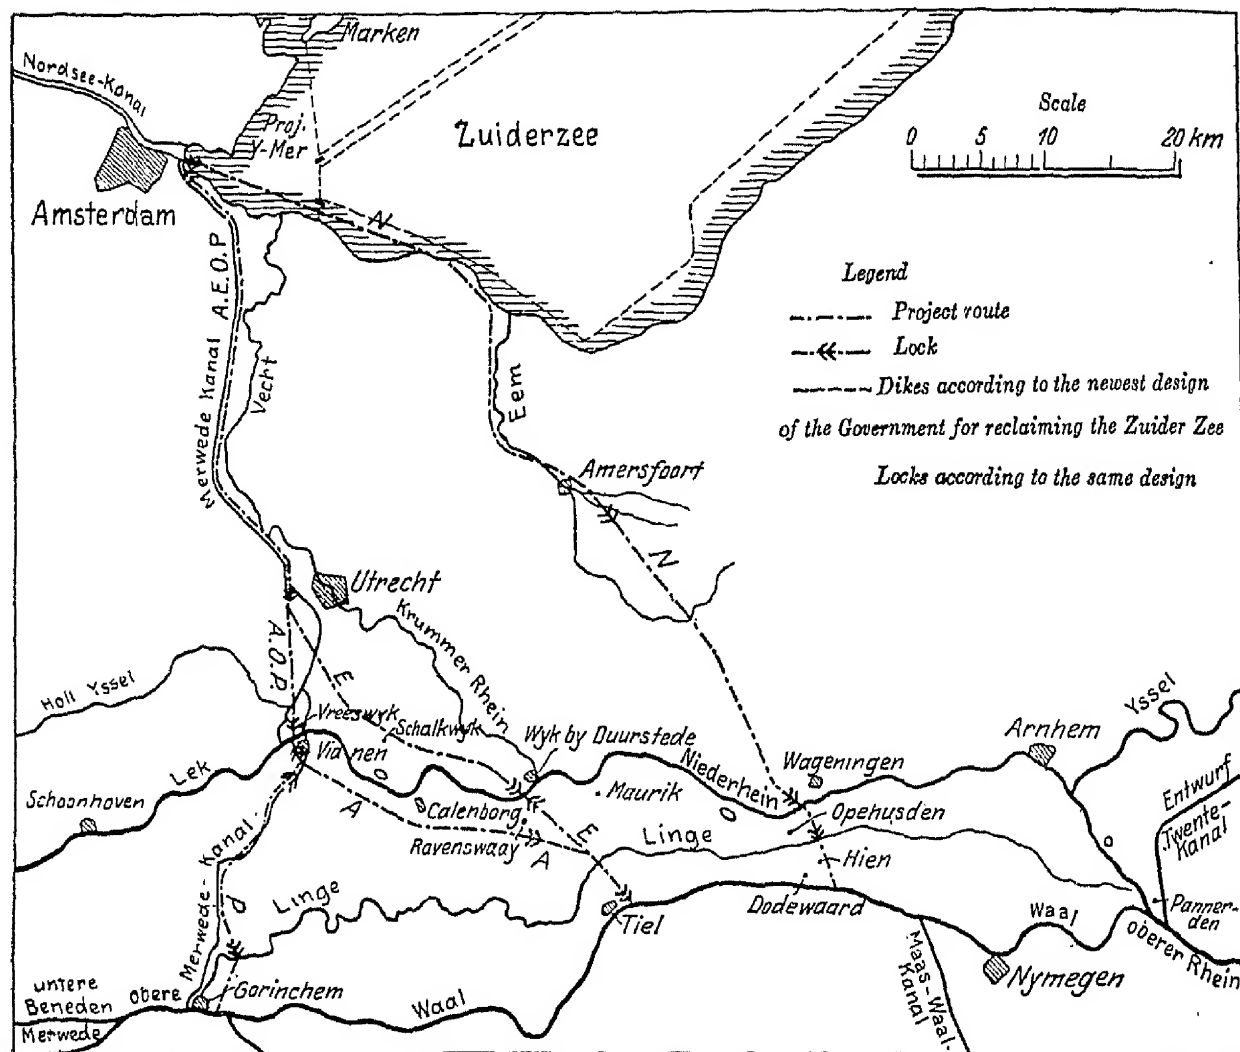 Marken
Nordsee-Kanal
Proj.
Y-Mer
Zuiderzee
Scale
0 5 10 20 km
Amsterdam
N
A.E.O.P
Merwede Kanal
Vecht
Eem
Legend
Project route
Lock
Dikes according to the newest design
of the Government for reclaiming the Zuider Zee
Locks according to the same design
Amersfoort
N
Utrecht
Krummer Rhein
A.O.P.
E
Holl Yssel
Vreeswyk
Schalkwyk
Wyk by Duurstede
Yssel
Arnhem
Vianen
Lek
Niederhein
Wageningen
Entwurf
Twente-
Kanal
Schoonhoven
A
Calenborg
Maurik
Opehusden
Ravenswaay
A
E
Linge
Hien
Merwede-Kanal
Linge
Tiel
Dodewaard
Waal
Panner-
den
oberer Rhein
Maas-Waal-
Kanal
Nymegen
untere
Beneden
obere
Gorinchem
Waal
Merwede